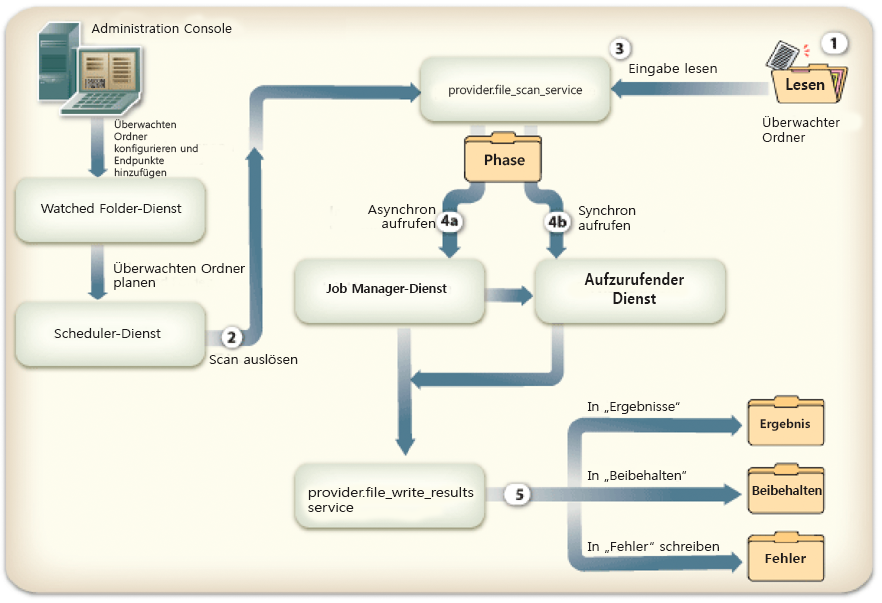 Administration Console
Überwachten
Ordner
konfigurieren und
Endpunkte
hinzufügen
Watched Folder-Dienst
Überwachten Ordner
planen
Scheduler-Dienst
2
Scan auslösen
provider.file_scan_service
3
Eingabe lesen
1
Lesen
Überwachter
Ordner
Phase
Asynchron
aufrufen
4a
4b
Synchron
aufrufen
Job Manager-Dienst
Aufzurufender
Dienst
provider.file_write_results
service
5
In „Ergebnisse“
Ergebnis
In „Beibehalten“
Beibehalten
In „Fehler“ schreiben
Fehler